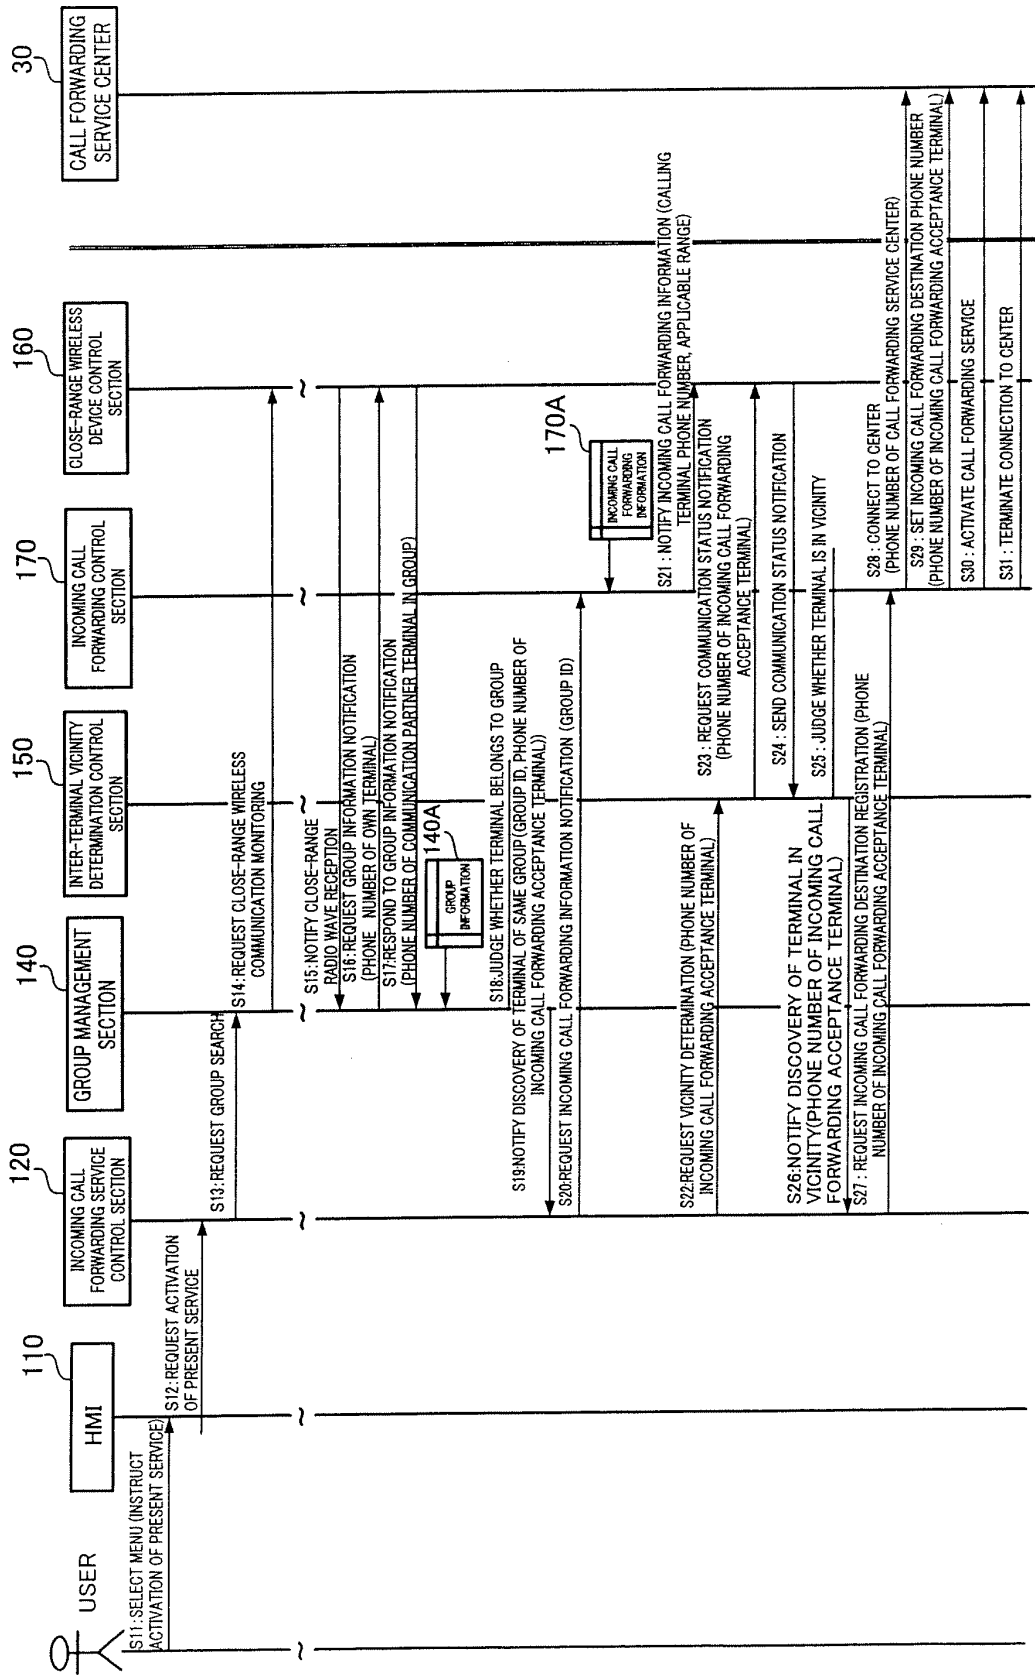 USER
110
HMI
120
INCOMING CALL
FORWARDING SERVICE
CONTROL SECTION
140
GROUP MANAGEMENT
SECTION
150
INTER-TERMINAL VICINITY
DETERMINATION CONTROL
SECTION
170
INCOMING CALL
FORWARDING CONTROL
SECTION
160
CLOSE-RANGE WIRELESS
DEVICE CONTROL
SECTION
30
CALL FORWARDING
SERVICE CENTER
S11:SELECT MENU (INSTRUCT
ACTIVATION OF PRESENT SERVICE)
S12:REQUEST ACTIVATION
OF PRESENT SERVICE
S13:REQUEST GROUP SEARCH
S14:REQUEST CLOSE-RANGE WIRELESS
COMMUNICATION MONITORING
S15:NOTIFY CLOSE-RANGE
RADIO WAVE RECEPTION
S16:REQUEST GROUP INFORMATION NOTIFICATION
(PHONE NUMBER OF OWN TERMINAL)
S17:RESPOND TO GROUP INFORMATION NOTIFICATION
(PHONE NUMBER OF COMMUNICATION PARTNER TERMINAL IN GROUP)
140A
GROUP
INFORMATION
S18:JUDGE WHETHER TERMINAL BELONGS TO GROUP
S19:NOTIFY DISCOVERY OF TERMINAL OF SAME GROUP (GROUP ID, PHONE NUMBER OF
INCOMING CALL FORWARDING ACCEPTANCE TERMINAL))
S20:REQUEST INCOMING CALL FORWARDING INFORMATION NOTIFICATION (GROUP ID)
170A
INCOMING CALL
FORWARDING
INFORMATION
S21 : NOTIFY INCOMING CALL FORWARDING INFORMATION (CALLING
TERMINAL PHONE NUMBER, APPLICABLE RANGE)
S22:REQUEST VICINITY DETERMINATION (PHONE NUMBER OF
INCOMING CALL FORWARDING ACCEPTANCE TERMINAL)
S23 : REQUEST COMMUNICATION STATUS NOTIFICATION
(PHONE NUMBER OF INCOMING CALL FORWARDING
ACCEPTANCE TERMINAL)
S24 : SEND COMMUNICATION STATUS NOTIFICATION
S25 : JUDGE WHETHER TERMINAL IS IN VICINITY
S26:NOTIFY DISCOVERY OF TERMINAL IN
VICINITY(PHONE NUMBER OF INCOMING CALL
FORWARDING ACCEPTANCE TERMINAL)
S27 : REQUEST INCOMING CALL FORWARDING DESTINATION REGISTRATION (PHONE
NUMBER OF INCOMING CALL FORWARDING ACCEPTANCE TERMINAL)
S28 : CONNECT TO CENTER
(PHONE NUMBER OF CALL FORWARDING SERVICE CENTER)
S29 : SET INCOMING CALL FORWARDING DESTINATION PHONE NUMBER
(PHONE NUMBER OF INCOMING CALL FORWARDING ACCEPTANCE TERMINAL)
S30 : ACTIVATE CALL FORWARDING SERVICE
S31 : TERMINATE CONNECTION TO CENTER